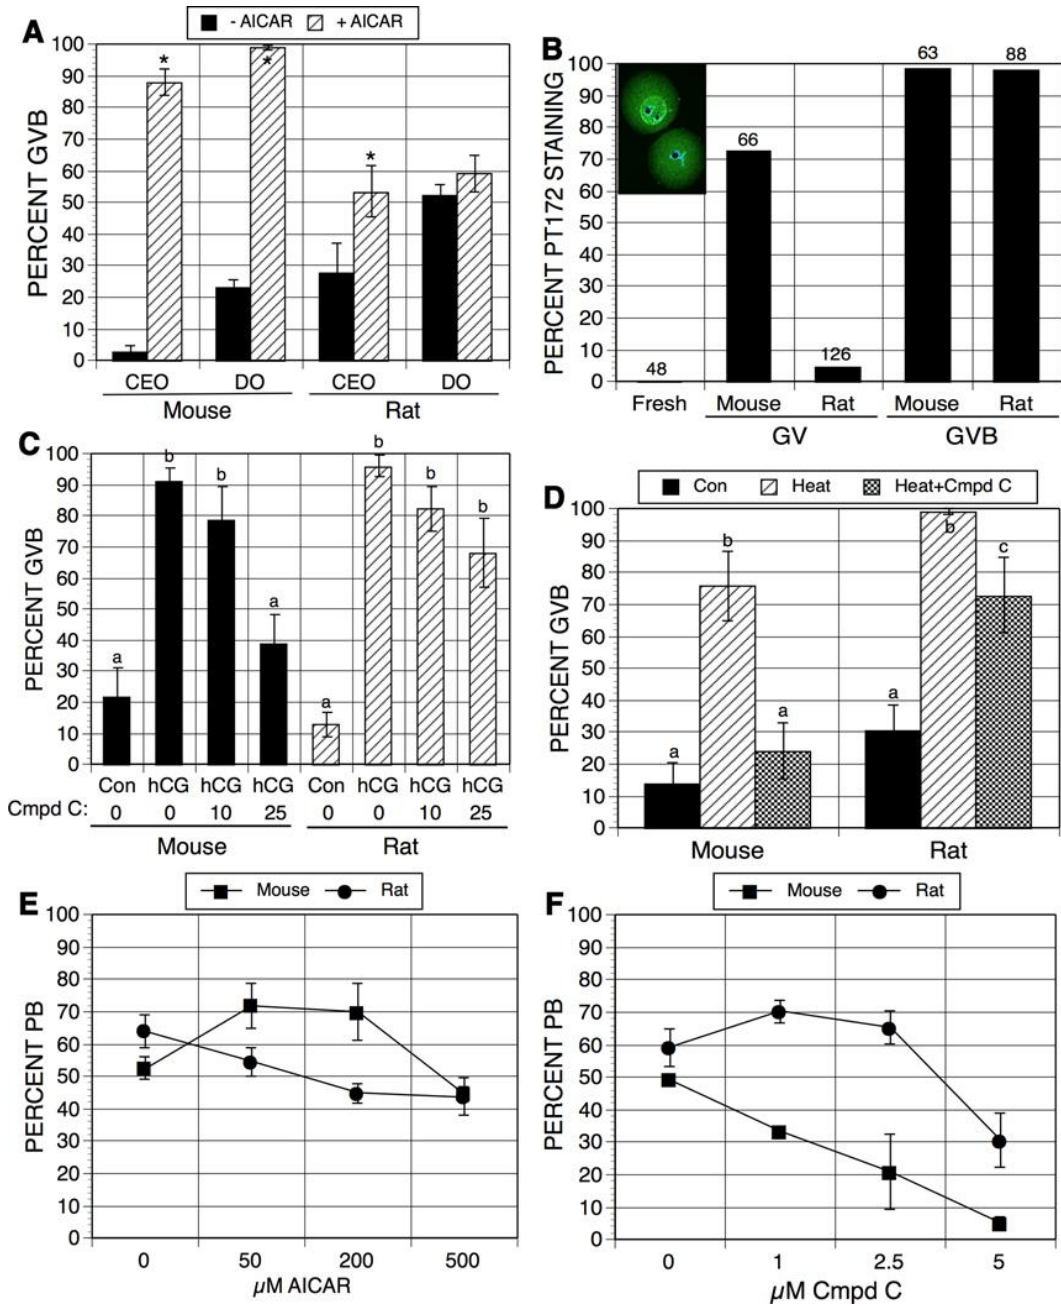 A
- AICAR + AICAR
PERCENT GVB
100
90
80
70
60
50
40
30
20
10
0
* * *
CEO DO CEO DO
Mouse Rat
B
PERCENT PT172 STAINING
100
90
80
70
60
50
40
30
20
10
0
48 66 126 63 88
Fresh Mouse Rat Mouse Rat
GV GVB
C
PERCENT GVB
100
90
80
70
60
50
40
30
20
10
0
a b b a a b b b
Con hCG hCG hCG Con hCG hCG hCG
Cmpd C: 0 0 10 25 0 0 10 25
Mouse Rat
D
Con Heat Heat+Cmpd C
PERCENT GVB
100
90
80
70
60
50
40
30
20
10
0
a b a a b c
Mouse Rat
E
Mouse Rat
PERCENT PB
100
90
80
70
60
50
40
30
20
10
0
0 50 200 500
µM AICAR
F
Mouse Rat
PERCENT PB
100
90
80
70
60
50
40
30
20
10
0
0 1 2.5 5
µM Cmpd C